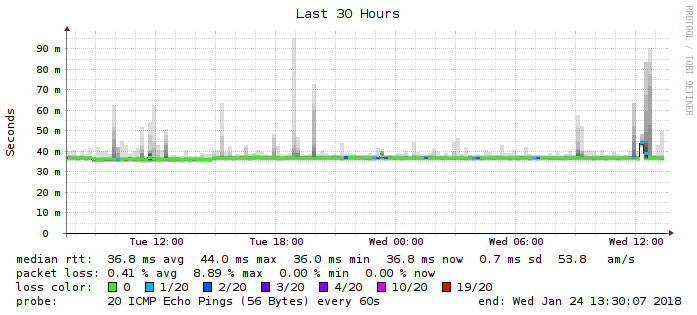 Last 30 Hours
RRDTOOL / TOBI OETIKER
Seconds
90 m
80 m
70 m
60 m
50 m
40 m
30 m
20 m
10 m
0
Tue 12:00 Tue 18:00 Wed 00:00 Wed 06:00 Wed 12:00
median rtt: 36.8 ms avg 44.0 ms max 36.0 ms min 36.8 ms now 0.7 ms sd 53.8 am/s
packet loss: 0.41 % avg 8.89 % max 0.00 % min 0.00 % now
loss color: 0 1/20 2/20 3/20 4/20 10/20 19/20
probe: 20 ICMP Echo Pings (56 Bytes) every 60s end: Wed Jan 24 13:30:07 2018